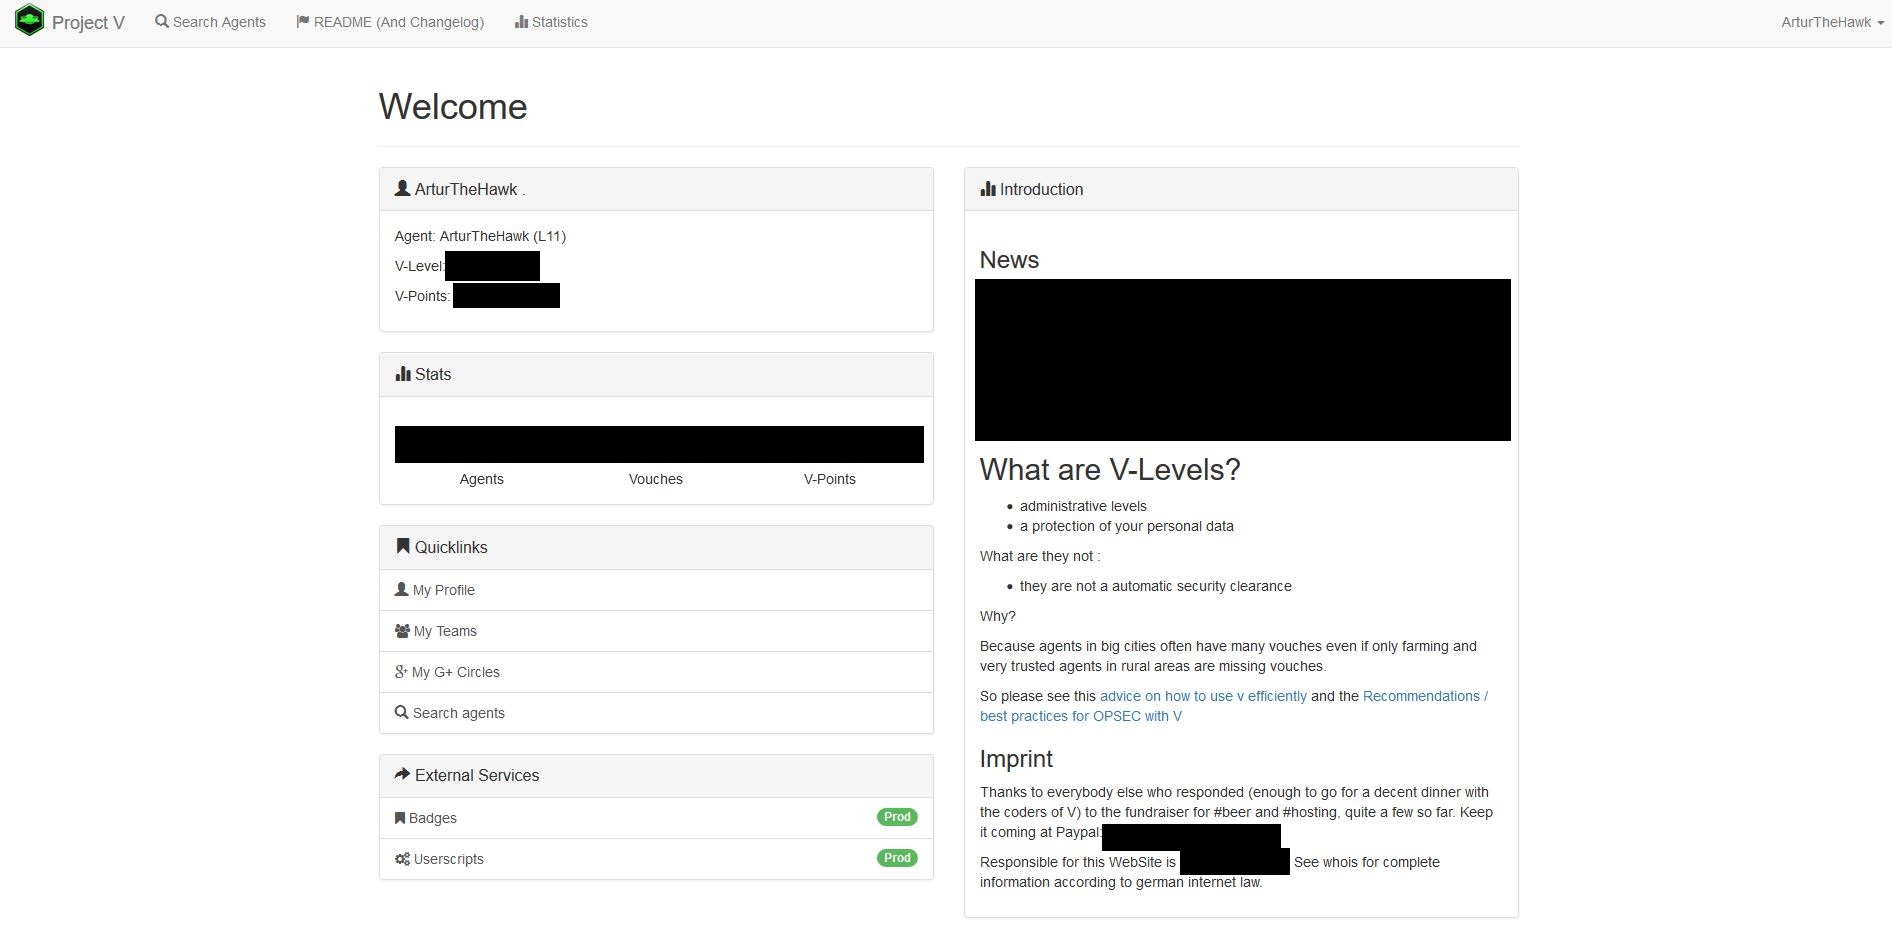 Project V Search Agents README (And Changelog) Statistics ArturTheHawk
Welcome
ArturTheHawk .
Agent: ArturTheHawk (L11)
V-Level:
V-Points:
Stats
Agents Vouches V-Points
Quicklinks
My Profile
My Teams
My G+ Circles
Search agents
External Services
Badges Prod
Userscripts Prod
Introduction
News
What are V-Levels?
• administrative levels
• a protection of your personal data
What are they not :
• they are not a automatic security clearance
Why?
Because agents in big cities often have many vouches even if only farming and
very trusted agents in rural areas are missing vouches.
So please see this advice on how to use v efficiently and the Recommendations /
best practices for OPSEC with V
Imprint
Thanks to everybody else who responded (enough to go for a decent dinner with
the coders of V) to the fundraiser for #beer and #hosting, quite a few so far. Keep
it coming at Paypal:
Responsible for this WebSite is See whois for complete
information according to german internet law.